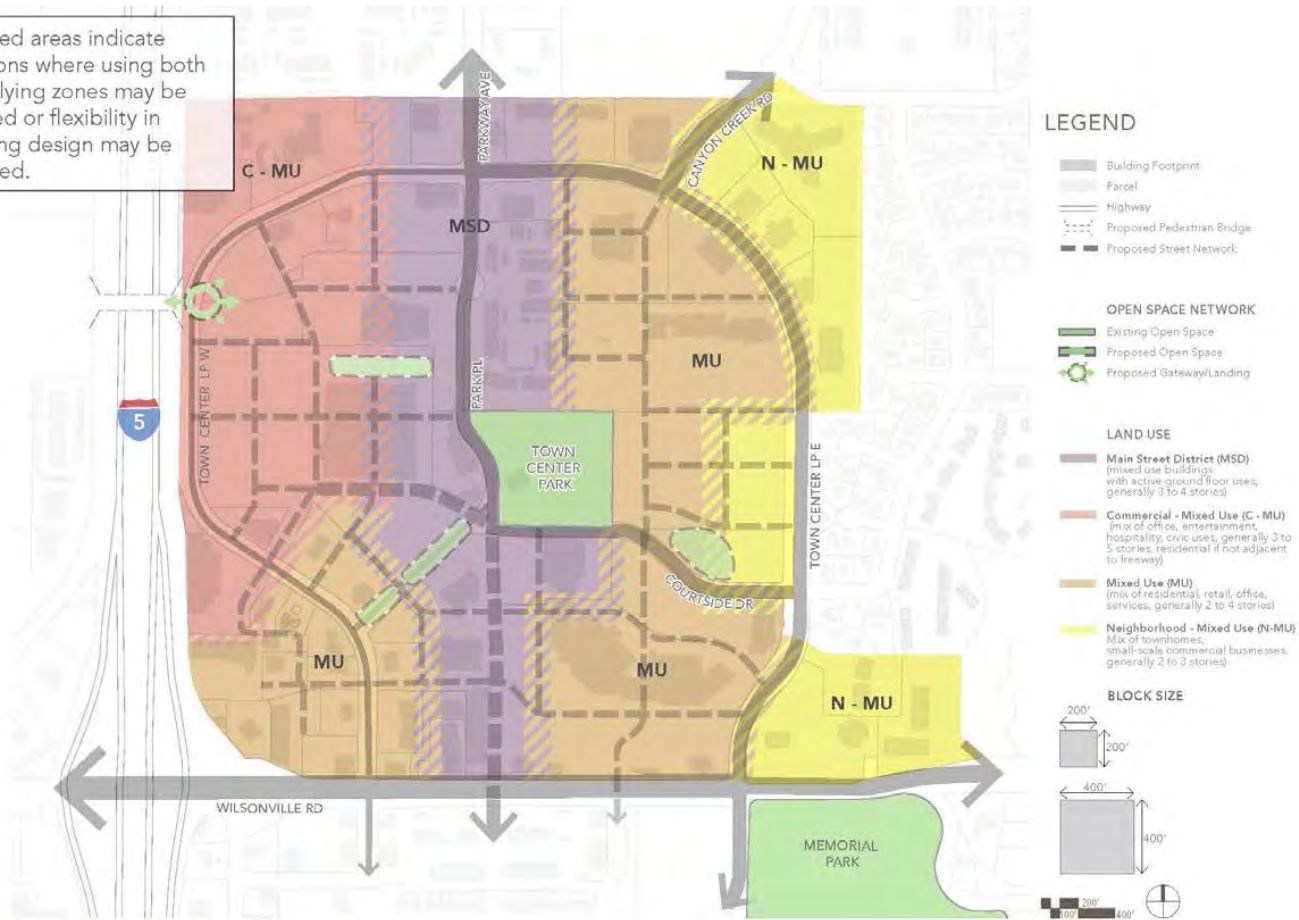 ed areas indicate
ons where using both
lying zones may be
ed or flexibility in
ng design may be
ed.
C - MU
PARKWAY AVE
CANYON CREEK RD
N - MU
MSD
TOWN CENTER LP W
PARK PL
MU
5
TOWN
CENTER
PARK
TOWN CENTER LP E
COURTSIDE DR
MU
MU
N - MU
WILSONVILLE RD
MEMORIAL
PARK
LEGEND
Building Footprint
Parcel
Highway
Proposed Pedestrian Bridge
Proposed Street Network
OPEN SPACE NETWORK
Existing Open Space
Proposed Open Space
Proposed Gateway/Landing
LAND USE
Main Street District (MSD)
(mixed use buildings
with active ground floor uses,
generally 3 to 4 stories)
Commercial - Mixed Use (C - MU)
(mix of office, entertainment,
hospitality, civic uses, generally 3 to
5 stories, residential if not adjacent
to freeway)
Mixed Use (MU)
(mix of residential, retail, office,
services, generally 2 to 4 stories)
Neighborhood - Mixed Use (N-MU)
Mix of townhomes,
small-scale commercial businesses,
generally 2 to 3 stories)
BLOCK SIZE
200'
200'
400'
400'
200'
100' 400'